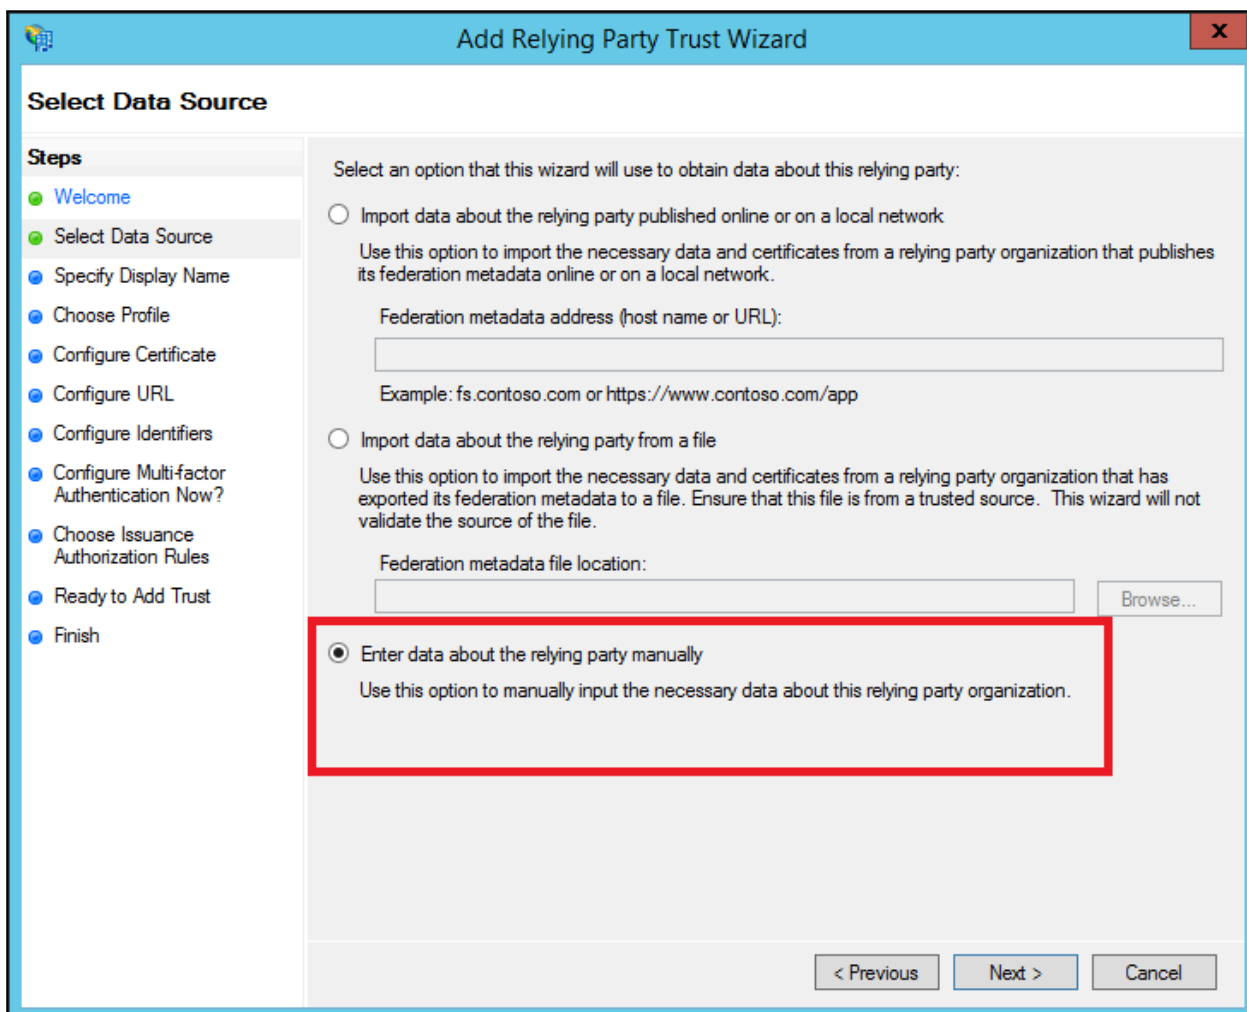 Add Relying Party Trust Wizard
x
Select Data Source
Steps
Welcome
Select Data Source
Specify Display Name
Choose Profile
Configure Certificate
Configure URL
Configure Identifiers
Configure Multi-factor
Authentication Now?
Choose Issuance
Authorization Rules
Ready to Add Trust
Finish
Select an option that this wizard will use to obtain data about this relying party:
Import data about the relying party published online or on a local network
Use this option to import the necessary data and certificates from a relying party organization that publishes
its federation metadata online or on a local network.
Federation metadata address (host name or URL):
Example: fs.contoso.com or https://www.contoso.com/app
Import data about the relying party from a file
Use this option to import the necessary data and certificates from a relying party organization that has
exported its federation metadata to a file. Ensure that this file is from a trusted source.  This wizard will not
validate the source of the file.
Federation metadata file location:
Browse...
Enter data about the relying party manually
Use this option to manually input the necessary data about this relying party organization.
< Previous
Next >
Cancel